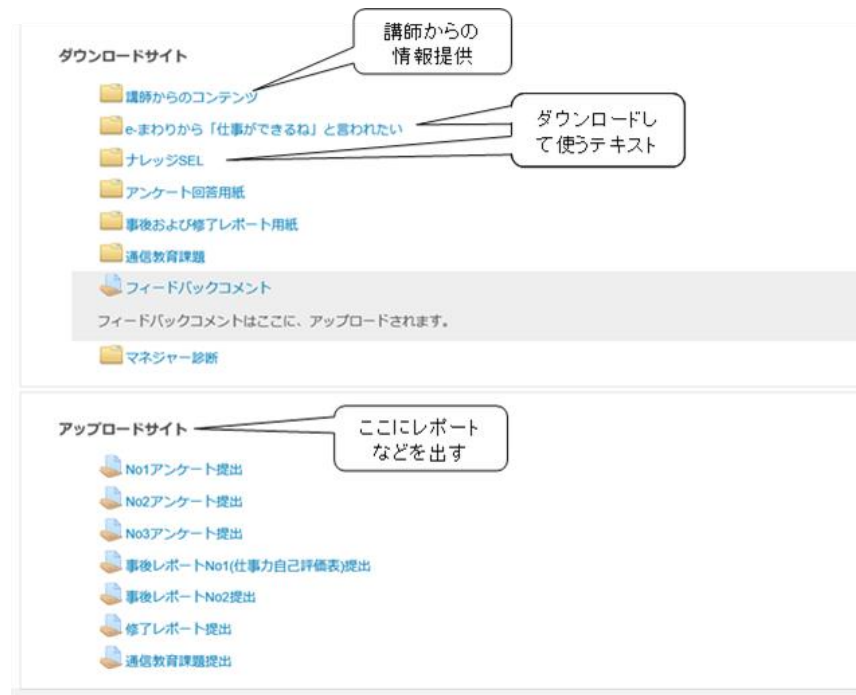 講師からの
情報提供
ダウンロードサイト
講師からのコンテンツ
e-まわりから「仕事ができるね」と言われたい
ダウンロードし
て使うテキスト
ナレッジSEL
アンケート回答用紙
事後および修了レポート用紙
通信教育課題
フィードバックコメント
フィードバックコメントはここに、アップロードされます。
マネジャー診断
アップロードサイト
ここにレポート
などを出す
No1アンケート提出
No2アンケート提出
No3アンケート提出
事後レポートNo1(仕事力自己評価表)提出
事後レポートNo2提出
修了レポート提出
通信教育課題提出